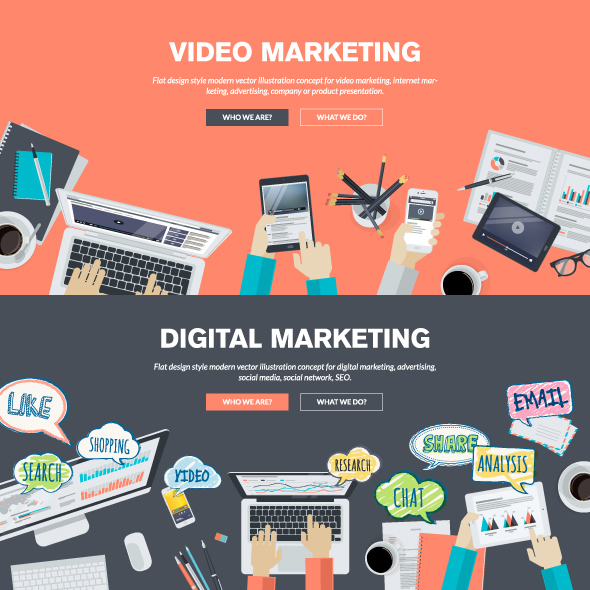 VIDEO MARKETING
Flat design style modern vector illustration concept for video marketing, internet mar-
keting, advertising, company or product presentation.
WHO WE ARE?
WHAT WE DO?
DIGITAL MARKETING
Flat design style modern vector illustration concept for digital marketing, advertising,
social media, social network, SEO.
WHO WE ARE?
WHAT WE DO?
LIKE
SHOPPING
SEARCH
VIDEO
RESEARCH
SHARE
EMAIL
ANALYSIS
CHAT